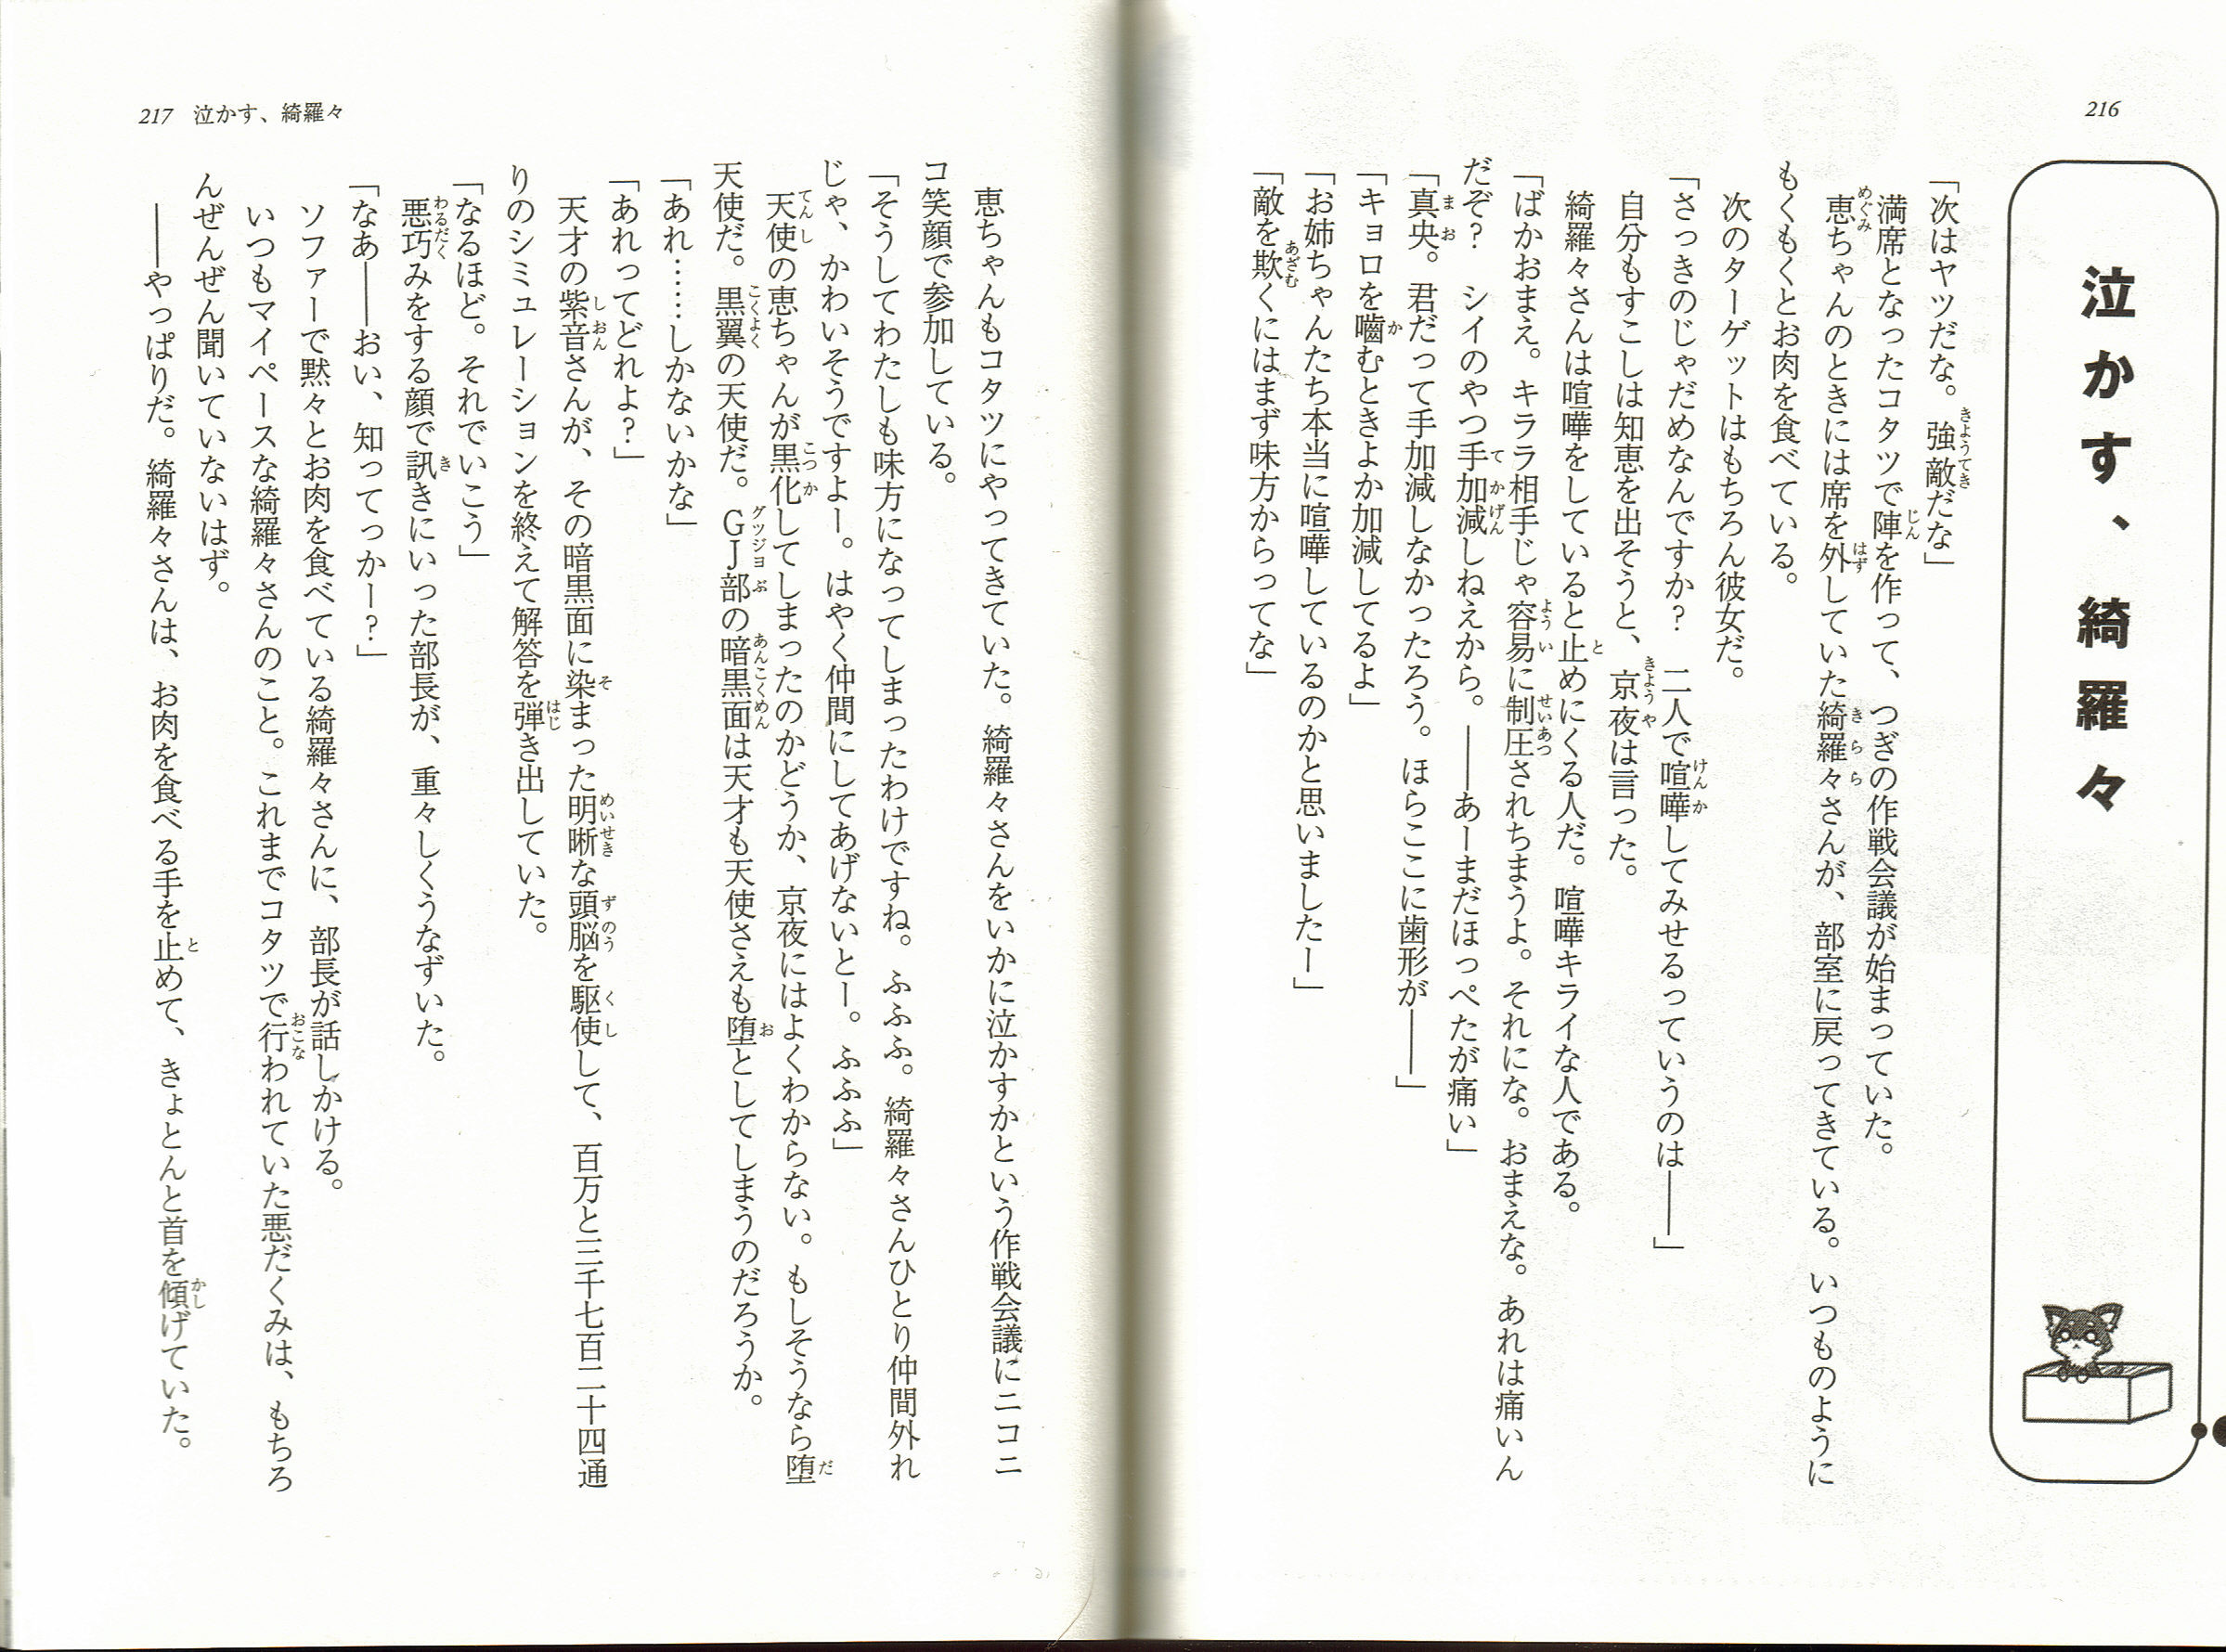 216
泣かす、綺羅々
「次はヤツだな。強敵だな」
満席となったコタツで陣を作って、つぎの作戦会議が始まっていた。
恵ちゃんのときには席を外していた綺羅々さんが、部室に戻ってきている。いつものように
もくもくとお肉を食べている。
次のターゲットはもちろん彼女だ。
「さっきのじゃだめなんですか？　二人で喧嘩してみせるっていうのは――」
自分もすこしは知恵を出そうと、京夜は言った。
綺羅々さんは喧嘩をしていると止めにくる人だ。喧嘩キライな人である。
「ばかおまえ。キララ相手じゃ容易に制圧されちまうよ。それにな。おまえな。あれは痛いん
だぞ？　シイのやつ手加減しねえから。――あーまだほっぺたが痛い」
「真央。君だって手加減しなかったろう。ほらここに歯形が――」
「キョロを嚙むときよか加減してるよ」
「お姉ちゃんたち本当に喧嘩しているのかと思いましたー」
「敵を欺くにはまず味方からってな」
217　泣かす、綺羅々
恵ちゃんもコタツにやってきていた。綺羅々さんをいかに泣かすかという作戦会議にニコニ
コ笑顔で参加している。
「そうしてわたしも味方になってしまったわけですね。ふふふ。綺羅々さんひとり仲間外れ
じゃ、かわいそうですよー。はやく仲間にしてあげないとー。ふふふ」
天使の恵ちゃんが黒化してしまったのかどうか、京夜にはよくわからない。もしそうなら堕
天使だ。黒翼の天使だ。ＧＪ部の暗黒面は天才も天使さえも堕としてしまうのだろうか。
「あれ……しかないかな」
「あれってどれよ？」
天才の紫音さんが、その暗黒面に染まった明晰な頭脳を駆使して、百万と三千七百二十四通
りのシミュレーションを終えて解答を弾き出していた。
「なるほど。それでいこう」
悪巧みをする顔で訊きにいった部長が、重々しくうなずいた。
「なあ――おい、知ってっかー？」
ソファーで黙々とお肉を食べている綺羅々さんに、部長が話しかける。
いつもマイペースな綺羅々さんのこと。これまでコタツで行われていた悪だくみは、もちろ
んぜんぜん聞いていないはず。
――やっぱりだ。綺羅々さんは、お肉を食べる手を止めて、きょとんと首を傾げていた。